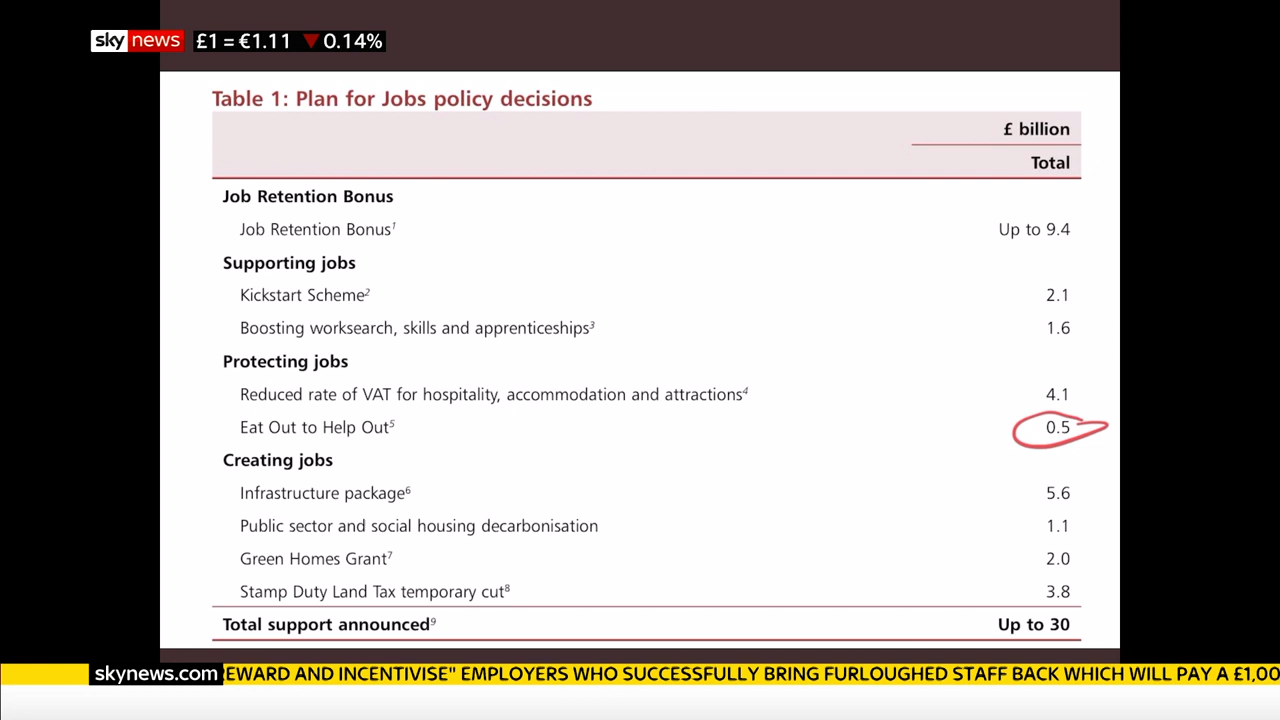 sky news £1 = €1.11 ▼0.14%
Table 1: Plan for Jobs policy decisions
£ billion
Total
Job Retention Bonus
Job Retention Bonus¹ Up to 9.4
Supporting jobs
Kickstart Scheme² 2.1
Boosting worksearch, skills and apprenticeships³ 1.6
Protecting jobs
Reduced rate of VAT for hospitality, accommodation and attractions⁴ 4.1
Eat Out to Help Out⁵ 0.5
Creating jobs
Infrastructure package⁶ 5.6
Public sector and social housing decarbonisation 1.1
Green Homes Grant⁷ 2.0
Stamp Duty Land Tax temporary cut⁸ 3.8
Total support announced⁹ Up to 30
skynews.com EWARD AND INCENTIVISE" EMPLOYERS WHO SUCCESSFULLY BRING FURLOUGHED STAFF BACK WHICH WILL PAY A £1,00